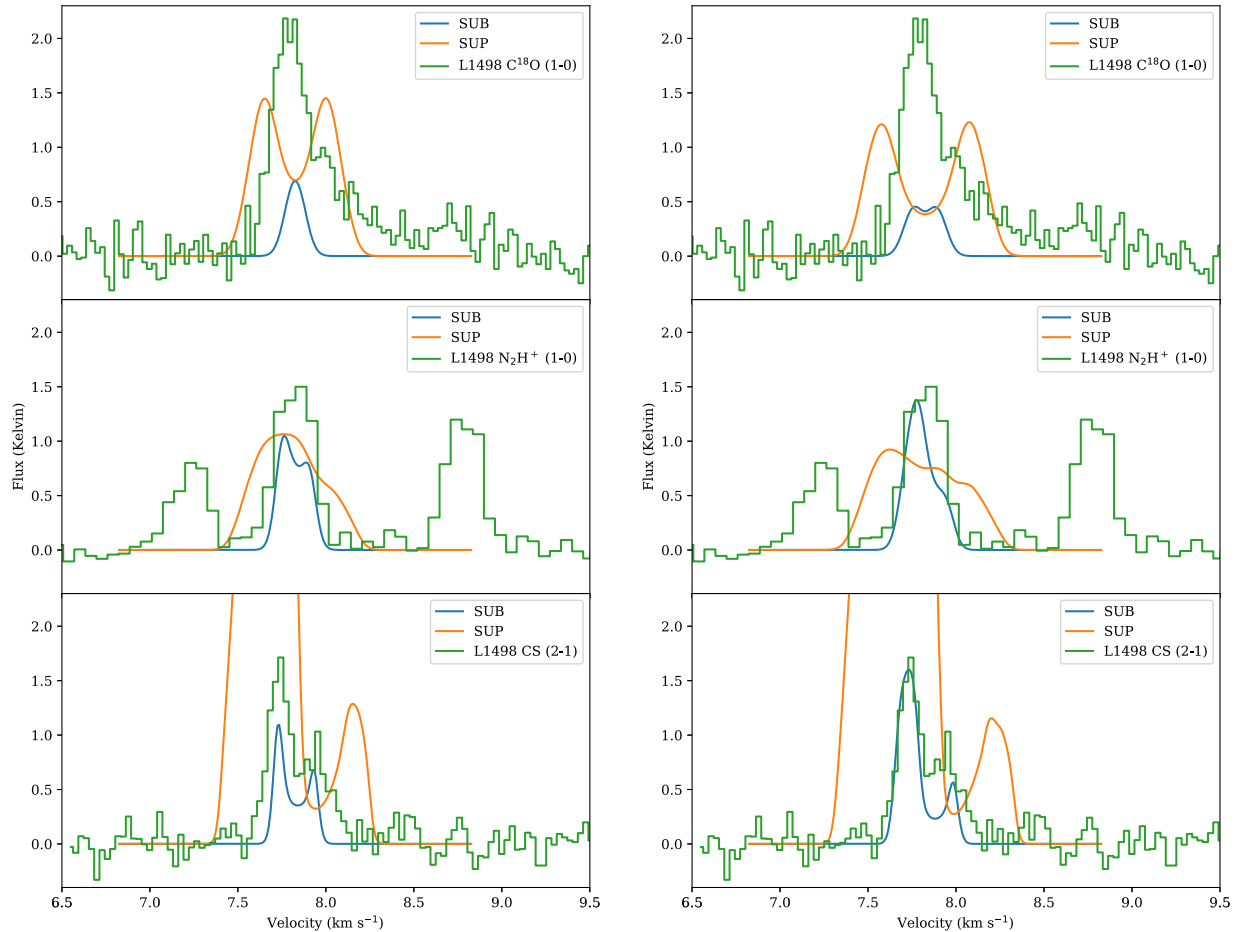 2.0
1.5
1.0
0.5
0.0
SUB
SUP
L1498 C¹⁸O (1-0)
2.0
1.5
1.0
0.5
0.0
SUB
SUP
L1498 C¹⁸O (1-0)
2.0
1.5
1.0
0.5
0.0
Flux (Kelvin)
SUB
SUP
L1498 N₂H⁺ (1-0)
2.0
1.5
1.0
0.5
0.0
Flux (Kelvin)
SUB
SUP
L1498 N₂H⁺ (1-0)
2.0
1.5
1.0
0.5
0.0
SUB
SUP
L1498 CS (2-1)
6.5 7.0 7.5 8.0 8.5 9.0 9.5
Velocity (km s⁻¹)
2.0
1.5
1.0
0.5
0.0
SUB
SUP
L1498 CS (2-1)
6.5 7.0 7.5 8.0 8.5 9.0 9.5
Velocity (km s⁻¹)